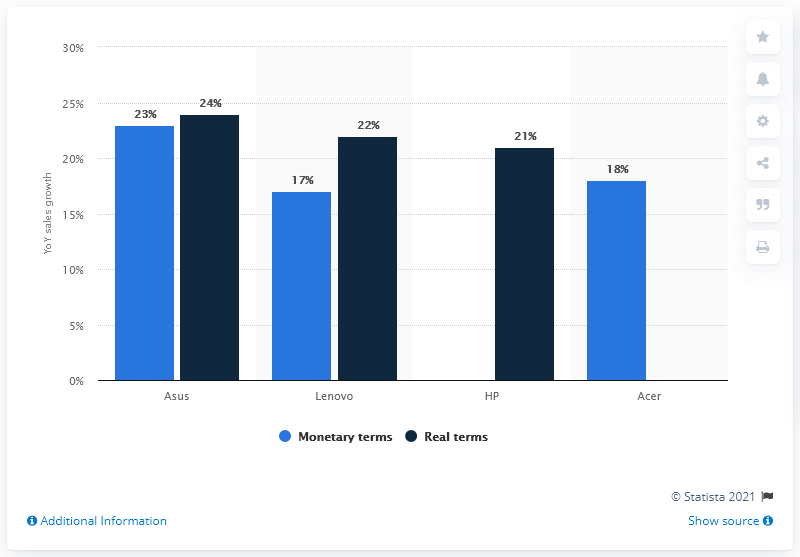 30%
25%
20%
15%
10%
5%
0%
YoY sales growth
23%
24%
17%
22%
21%
18%
Asus
Lenovo
HP
Acer
Monetary terms
Real terms
© Statista 2021
Additional Information
Show source